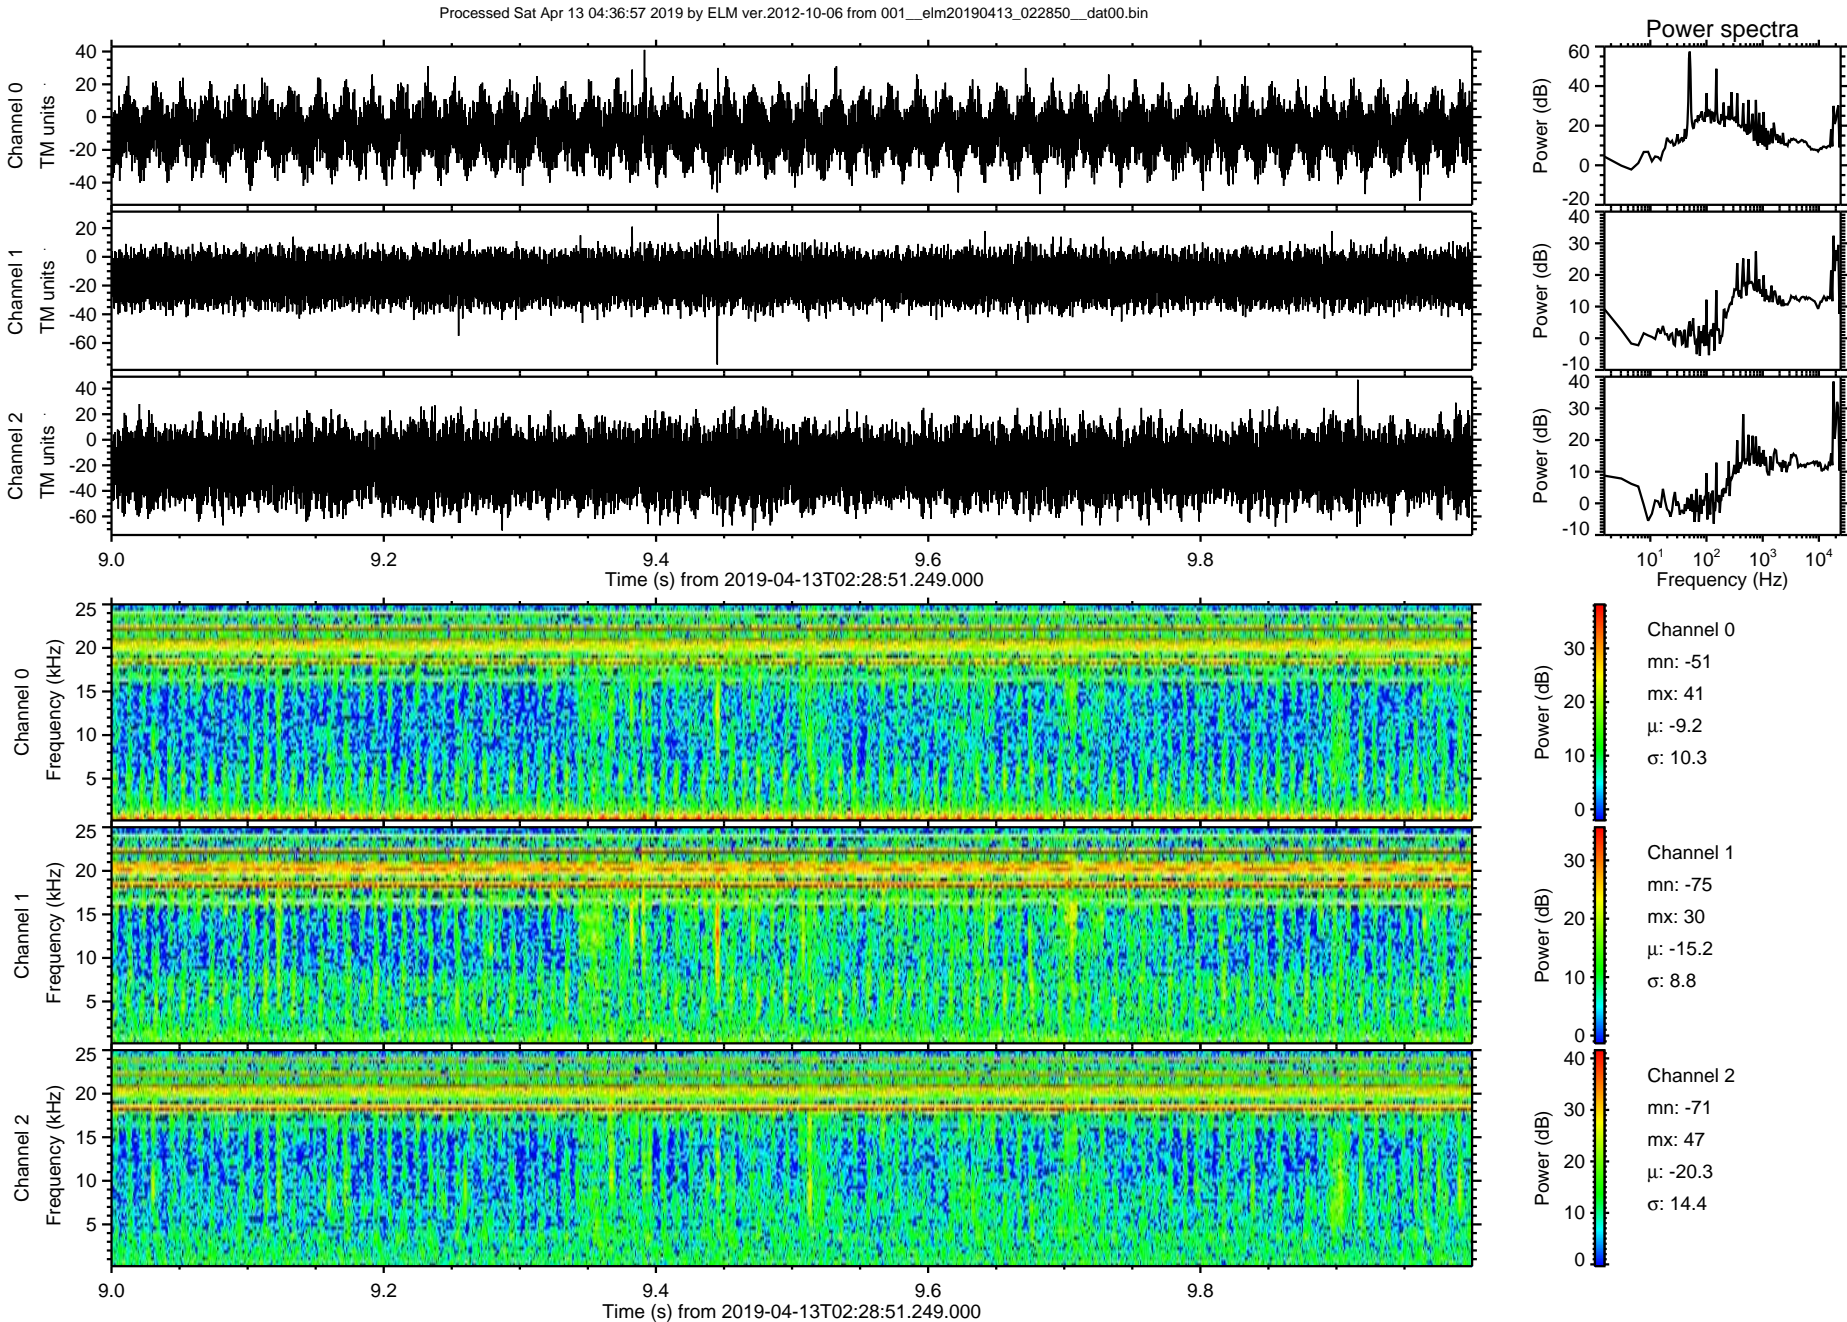 Processed Sat Apr 13 04:36:57 2019 by ELM ver.2012-10-06 from 001__elm20190413_022850__dat00.bin
Power spectra
Channel 0
TM units
40
20
0
-20
-40
Power (dB)
60
40
20
0
-20
Channel 1
TM units
20
0
-20
-40
-60
Power (dB)
40
30
20
10
0
-10
Channel 2
TM units
40
20
0
-20
-40
-60
Power (dB)
40
30
20
10
0
-10
9.0 9.2 9.4 9.6 9.8
Time (s) from 2019-04-13T02:28:51.249.000
10^1 10^2 10^3 10^4
Frequency (Hz)
Channel 0
Frequency (kHz)
25
20
15
10
5
Power (dB)
30
20
10
0
Channel 0
mn: -51
mx: 41
μ: -9.2
σ: 10.3
Channel 1
Frequency (kHz)
25
20
15
10
5
Power (dB)
30
20
10
0
Channel 1
mn: -75
mx: 30
μ: -15.2
σ: 8.8
Channel 2
Frequency (kHz)
25
20
15
10
5
Power (dB)
40
30
20
10
0
Channel 2
mn: -71
mx: 47
μ: -20.3
σ: 14.4
9.0 9.2 9.4 9.6 9.8
Time (s) from 2019-04-13T02:28:51.249.000